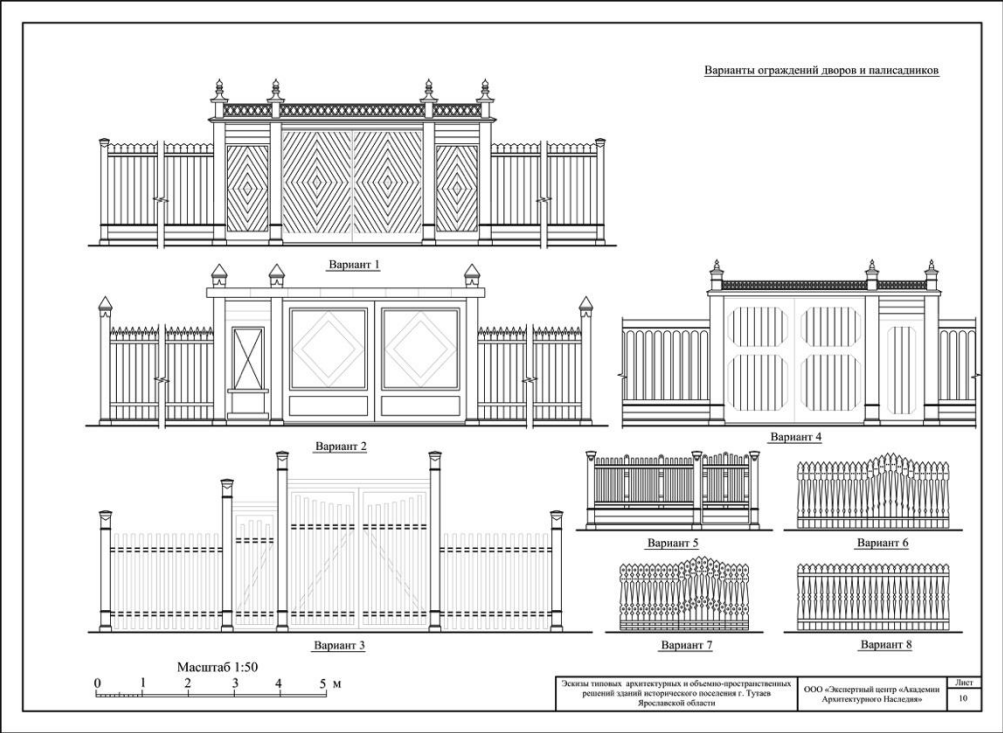 Варианты ограждений дворов и палисадников
Вариант 1
Вариант 2
Вариант 4
Вариант 5
Вариант 6
Вариант 3
Вариант 7
Вариант 8
Масштаб 1:50
0 1 2 3 4 5 м
Эскизы типовых архитектурных и объемно-пространственных
решений зданий исторического поселения г. Тутаев
Ярославской области
ООО «Экспертный центр «Академии
Архитектурного Наследия»
Лист
10